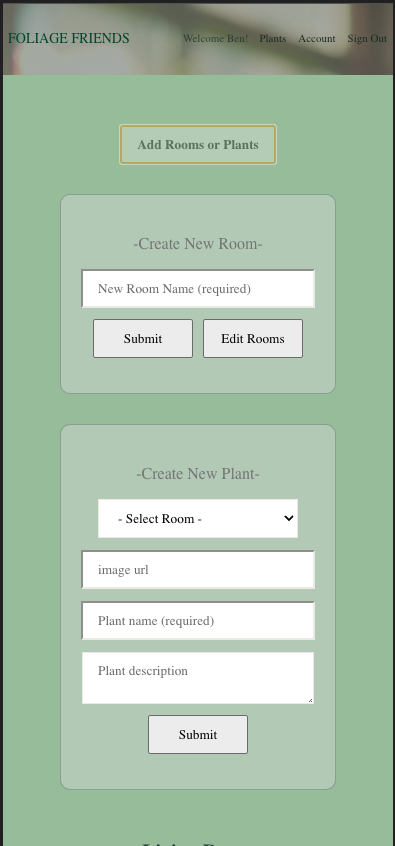 FOLIAGE FRIENDS Welcome Ben! Plants Account Sign Out
Add Rooms or Plants
-Create New Room-
New Room Name (required)
Submit Edit Rooms
-Create New Plant-
- Select Room -
image url
Plant name (required)
Plant description
Submit